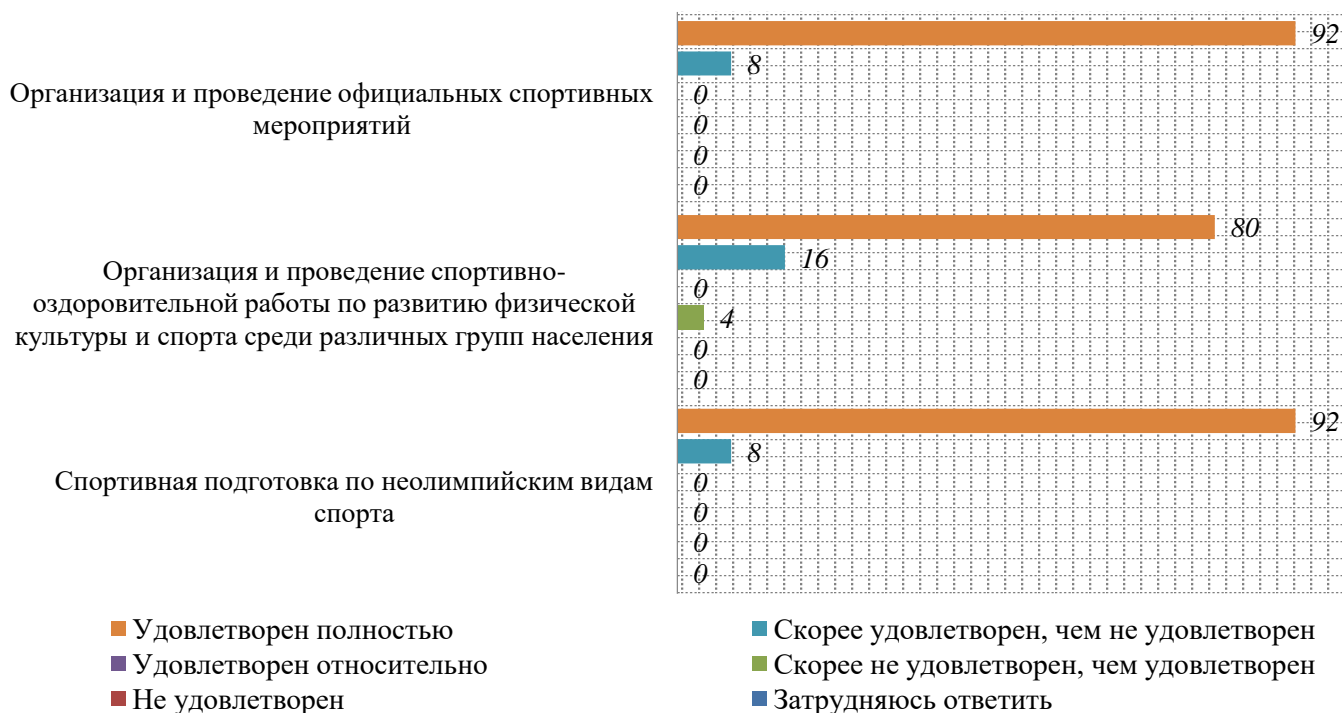 92
8
Организация и проведение официальных спортивных
мероприятий
0
0
0
0
80
16
Организация и проведение спортивно-
оздоровительной работы по развитию физической
культуры и спорта среди различных групп населения
0
4
0
0
92
8
Спортивная подготовка по неолимпийским видам
спорта
0
0
0
0
Удовлетворен полностью
Скорее удовлетворен, чем не удовлетворен
Удовлетворен относительно
Скорее не удовлетворен, чем удовлетворен
Не удовлетворен
Затрудняюсь ответить